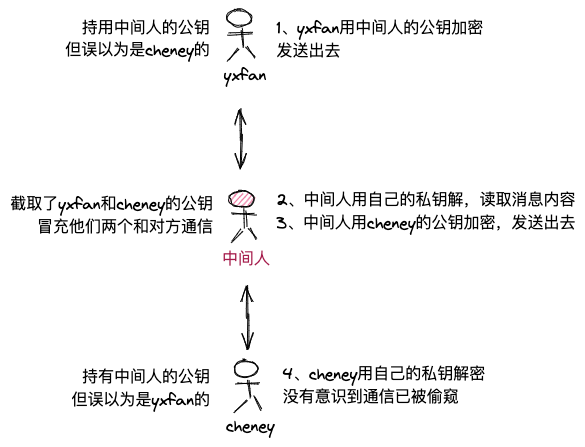 持用中间人的公钥
但误以为是cheney的
1、yxfan用中间人的公钥加密
发送出去
yxfan
截取了yxfan和cheney的公钥
冒充他们两个和对方通信
2、中间人用自己的私钥解，读取消息内容
3、中间人用cheney的公钥加密，发送出去
中间人
持有中间人的公钥
但误以为是yxfan的
4、cheney用自己的私钥解密
没有意识到通信已被偷窥
cheney